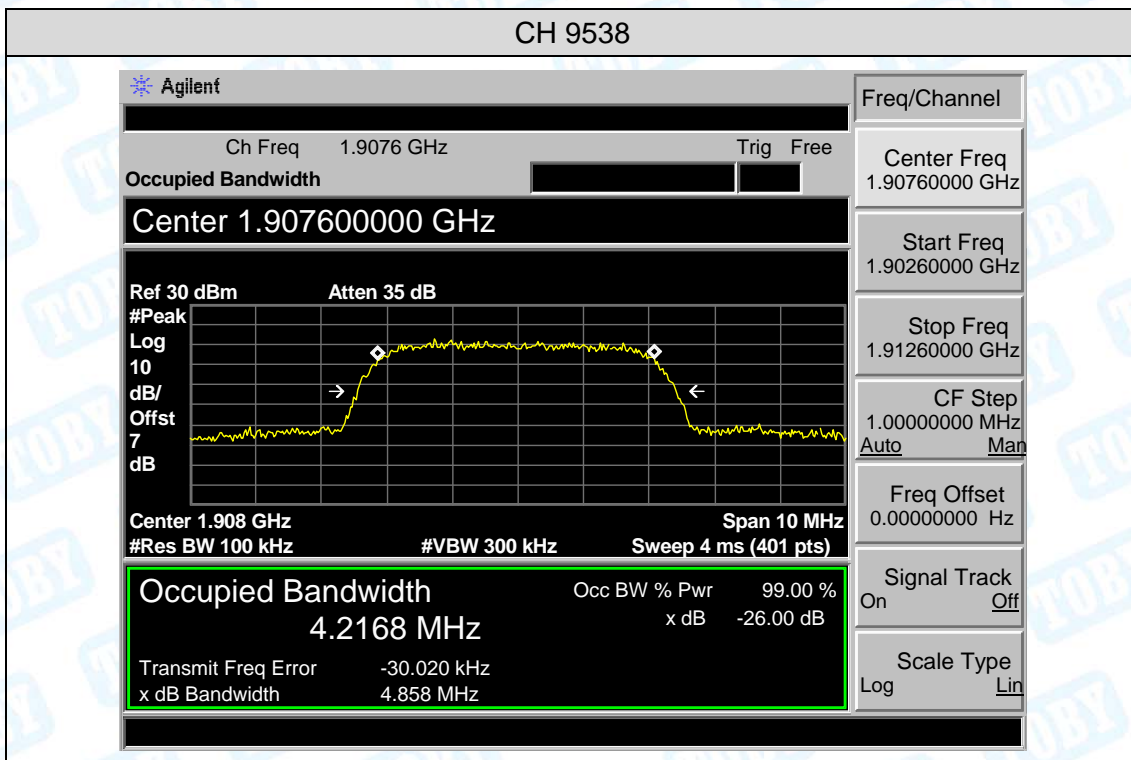 CH 9538
Agilent
Freq/Channel
Ch Freq 1.9076 GHz Trig Free
Occupied Bandwidth
Center 1.907600000 GHz
Ref 30 dBm Atten 35 dB
#Peak
Log
10
dB/
Offst
7
dB
Center 1.908 GHz Span 10 MHz
#Res BW 100 kHz #VBW 300 kHz Sweep 4 ms (401 pts)
Occupied Bandwidth Occ BW % Pwr 99.00 %
4.2168 MHz x dB -26.00 dB
Transmit Freq Error -30.020 kHz
x dB Bandwidth 4.858 MHz
Center Freq
1.90760000 GHz
Start Freq
1.90260000 GHz
Stop Freq
1.91260000 GHz
CF Step
1.00000000 MHz
Auto Man
Freq Offset
0.00000000 Hz
Signal Track
On Off
Scale Type
Log Lin
TOBY